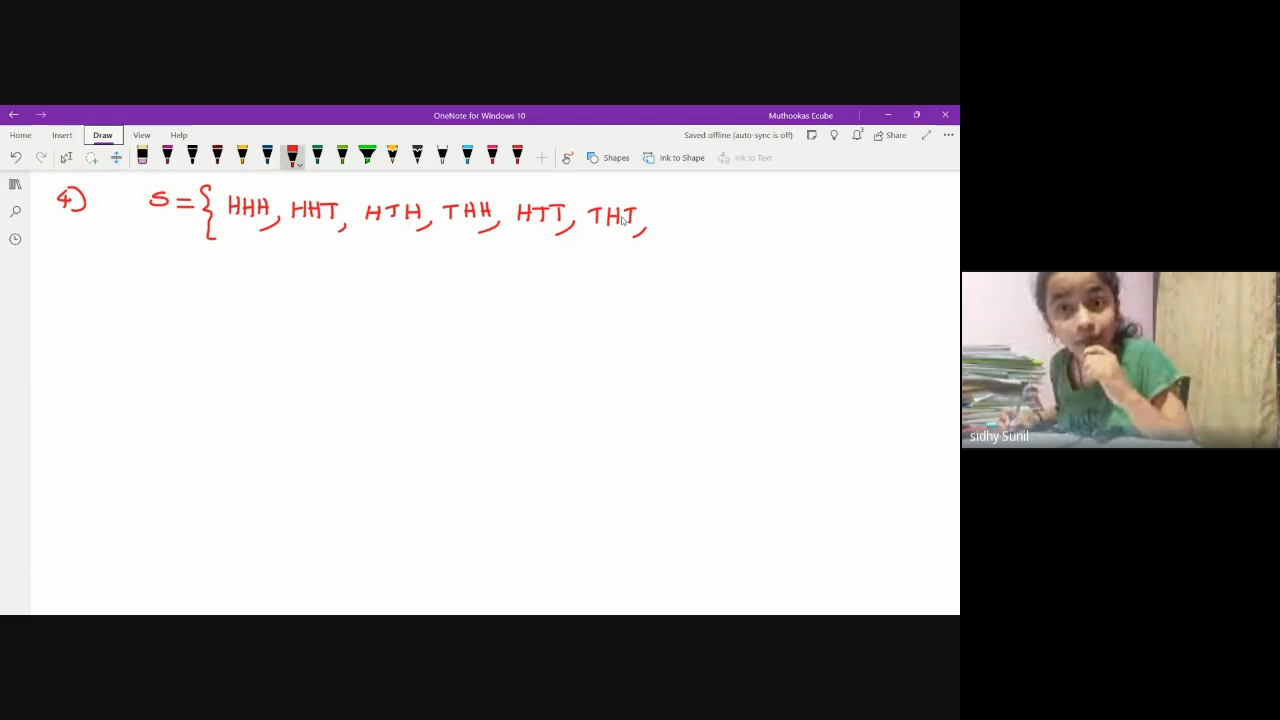 OneNote for Windows 10
Muthookas Ecube
Home Insert Draw View Help
Saved offline (auto-sync is off)
3
Share
Shapes
Ink to Shape
Ink to Text
4) S = { HHH, HHT, HTH, THH, HTT, THT,
sidhy Sunil